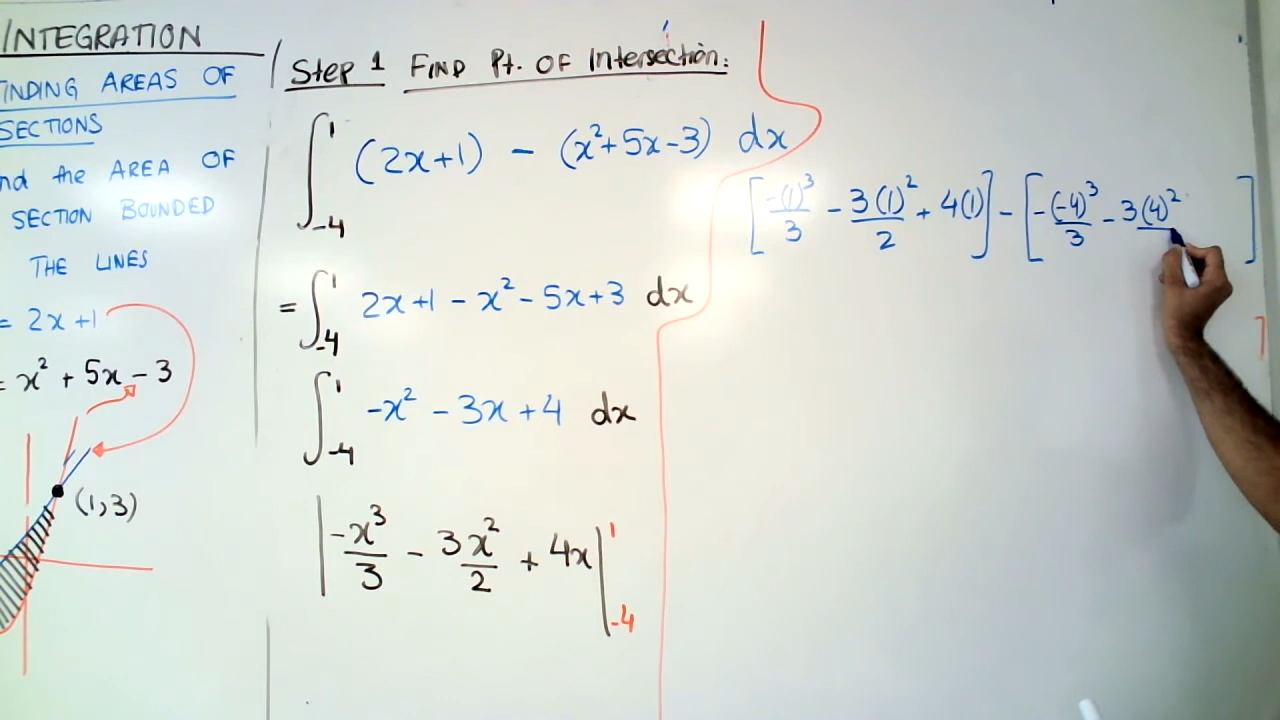 INTEGRATION
INDING AREAS OF
SECTIONS
nd the AREA OF
SECTION BOUNDED
THE LINES
= 2x+1
= x² + 5x - 3
(1,3)
Step 1 FIND Pt. OF Intersection:
∫₋₄¹ (2x+1) - (x²+5x-3) dx
= ∫₋₄¹ 2x+1 - x² - 5x+3 dx
∫₋₄¹ -x² - 3x + 4 dx
| -x³/3 - 3x²/2 + 4x |₋₄¹
[ -(1)³/3 - 3(1)²/2 + 4(1) ] - [ -(-4)³/3 - 3(4)² ]